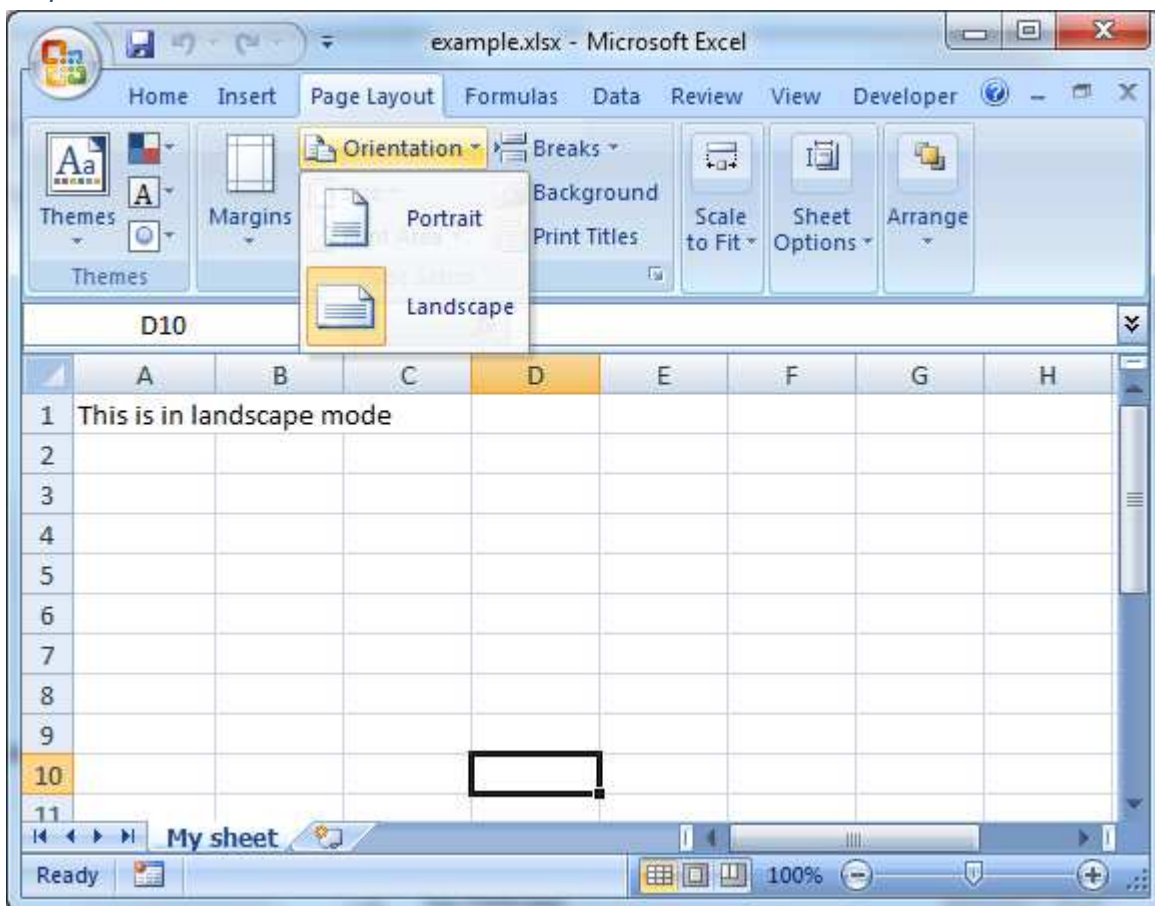 example.xlsx - Microsoft Excel
Home Insert Page Layout Formulas Data Review View Developer
Aa Orientation Breaks
A Background
Themes Margins Portrait Print Titles Scale to Fit Sheet Options Arrange
Themes
Landscape
D10
A B C D E F G H
1 This is in landscape mode
2
3
4
5
6
7
8
9
10
11
My sheet
Ready 100%